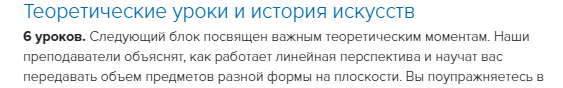 Теоретические уроки и история искусств
6 уроков. Следующий блок посвящен важным теоретическим моментам. Наши
преподаватели объяснят, как работает линейная перспектива и научат вас
передавать объем предметов разной формы на плоскости. Вы поупражняетесь в